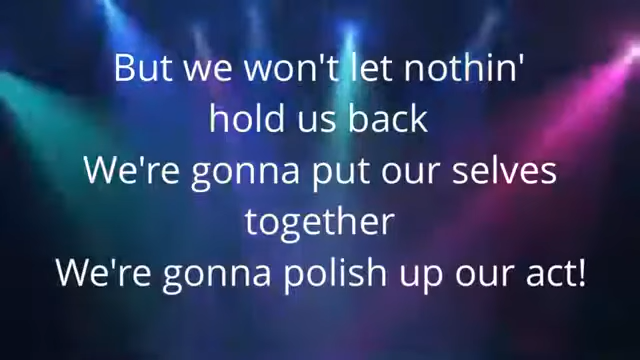 But we won't let nothin'
hold us back
We're gonna put our selves
together
We're gonna polish up our act!